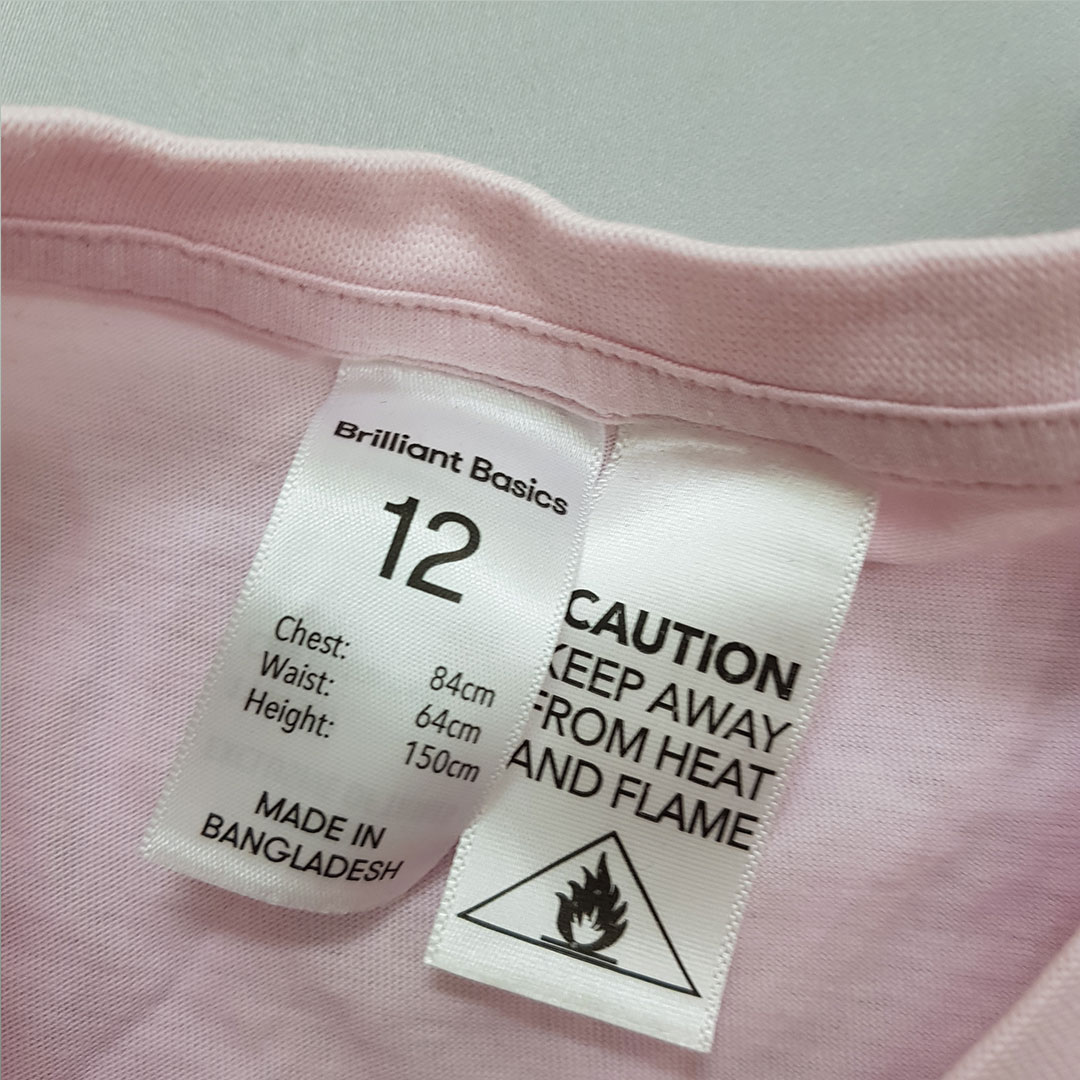 Brilliant Basics
12
Chest: 84cm
Waist: 64cm
Height: 150cm
MADE IN
BANGLADESH
CAUTION
KEEP AWAY
FROM HEAT
AND FLAME